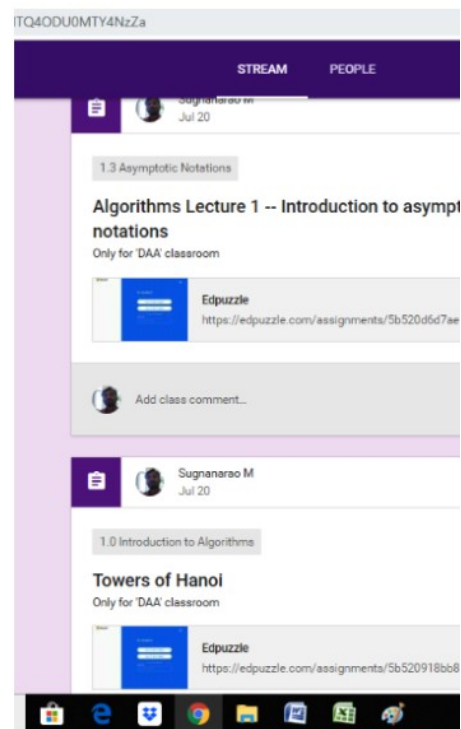 ITQ4ODU0MTY4NzZa
STREAM PEOPLE
Sugnanarao M
Jul 20
1.3 Asymptotic Notations
Algorithms Lecture 1 -- Introduction to asympt
notations
Only for 'DAA' classroom
Edpuzzle
https://edpuzzle.com/assignments/5b520d6d7ae
Add class comment...
Sugnanarao M
Jul 20
1.0 Introduction to Algorithms
Towers of Hanoi
Only for 'DAA' classroom
Edpuzzle
https://edpuzzle.com/assignments/5b520918bb8